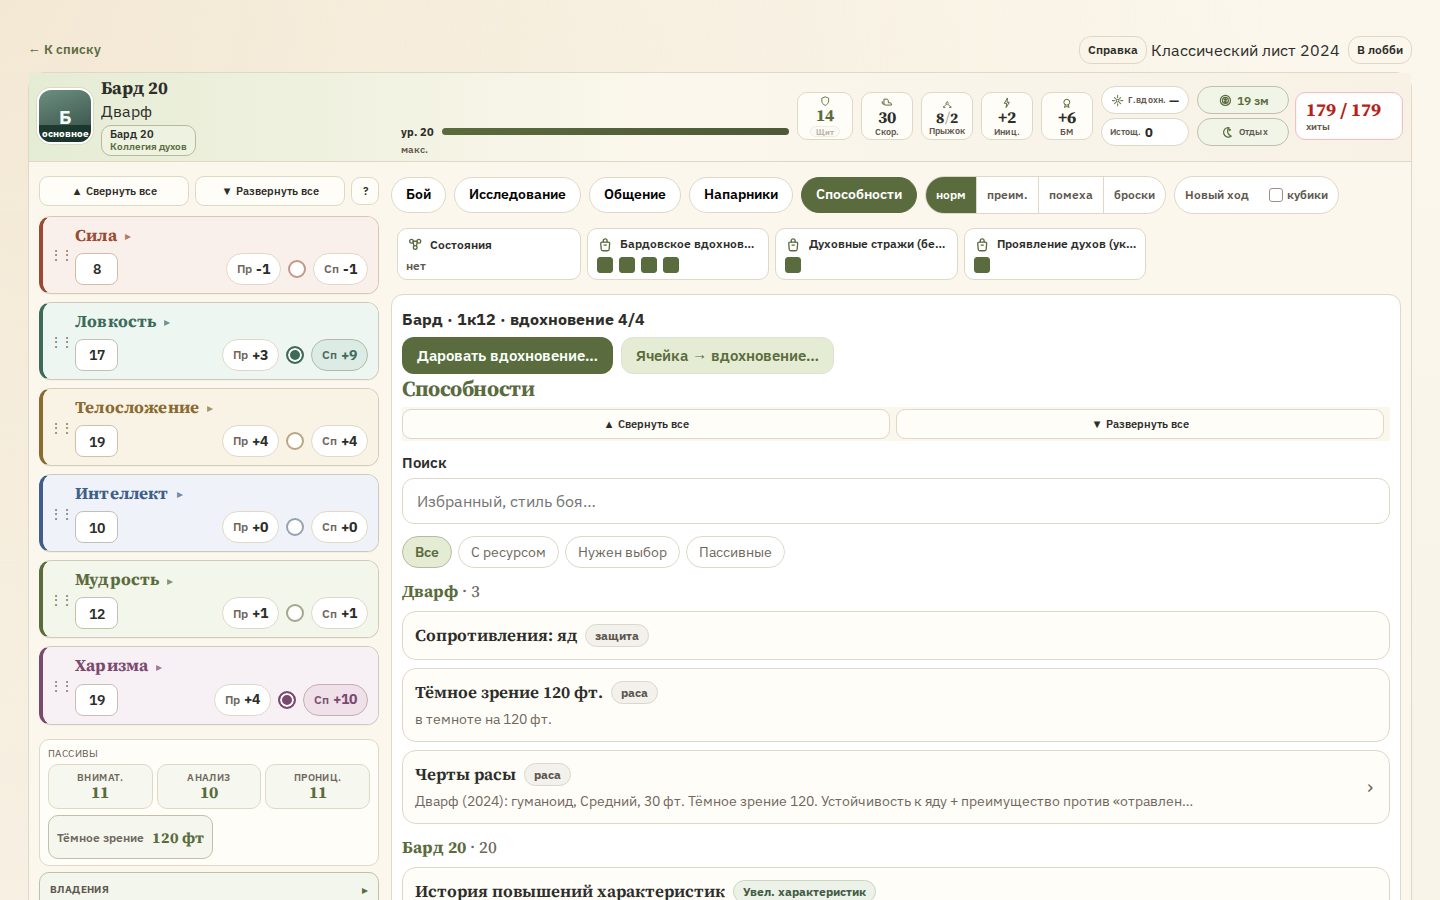 ← К списку
Справка Классический лист 2024 В лобби
Б
основное
Бард 20
Дварф
Бард 20
Коллегия духов
ур. 20
макс.
14
Щит
30
Скор.
8/2
Прыжок
+2
Иниц.
+6
БМ
Г.вдохн. —
Истощ. 0
19 зм
Отдых
179 / 179
хиты
▲ Свернуть все ▼ Развернуть все ?
Сила ▸
8 Пр -1 Сп -1
Ловкость ▸
17 Пр +3 Сп +9
Телосложение ▸
19 Пр +4 Сп +4
Интеллект ▸
10 Пр +0 Сп +0
Мудрость ▸
12 Пр +1 Сп +1
Харизма ▸
19 Пр +4 Сп +10
ПАССИВЫ
ВНИМАТ. АНАЛИЗ ПРОНИЦ.
11 10 11
Тёмное зрение 120 фт
ВЛАДЕНИЯ ▸
Бой Исследование Общение Напарники Способности норм преим. помеха броски Новый ход кубики
Состояния
нет
Бардовское вдохнов...
Духовные стражи (бе...
Проявление духов (ук...
Бард · 1к12 · вдохновение 4/4
Даровать вдохновение... Ячейка → вдохновение...
Способности
▲ Свернуть все ▼ Развернуть все
Поиск
Избранный, стиль боя...
Все С ресурсом Нужен выбор Пассивные
Дварф · 3
Сопротивления: яд защита
Тёмное зрение 120 фт. раса
в темноте на 120 фт.
Черты расы раса
Дварф (2024): гуманоид, Средний, 30 фт. Тёмное зрение 120. Устойчивость к яду + преимущество против «отравлен... ›
Бард 20 · 20
История повышений характеристик Увел. характеристик